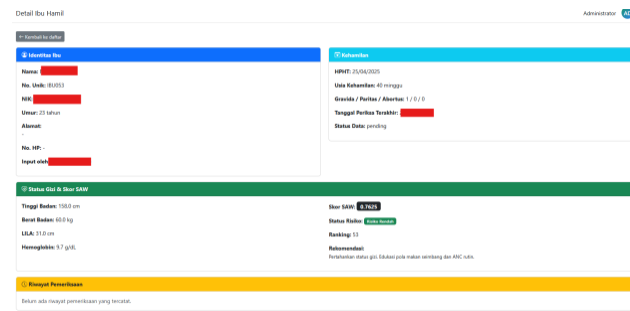 Detail Ibu Hamil
Administrator AD
← Kembali ke daftar
Identitas Ibu
Nama:
No. Unik: IBU053
NIK:
Umur: 23 tahun
Alamat:
-
No. HP: -
Input oleh:
Kehamilan
HPHT: 25/04/2025
Usia Kehamilan: 40 minggu
Gravida / Paritas / Abortus: 1 / 0 / 0
Tanggal Periksa Terakhir:
Status Data: pending
Status Gizi & Skor SAW
Tinggi Badan: 150.0 cm
Berat Badan: 60.0 kg
LILA: 31.0 cm
Hemoglobin: 9.7 g/dL
Skor SAW: 0.7625
Status Risiko: Risiko Rendah
Ranking: 53
Rekomendasi:
Pertahankan status gizi. Edukasi pola makan seimbang dan ANC rutin.
Riwayat Pemeriksaan
Belum ada riwayat pemeriksaan yang tercatat.